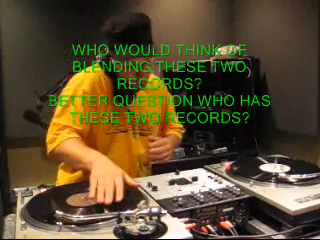 WHO WOULD THINK OF
BLENDING THESE TWO
RECORDS?
BETTER QUESTION WHO HAS
THESE TWO RECORDS?